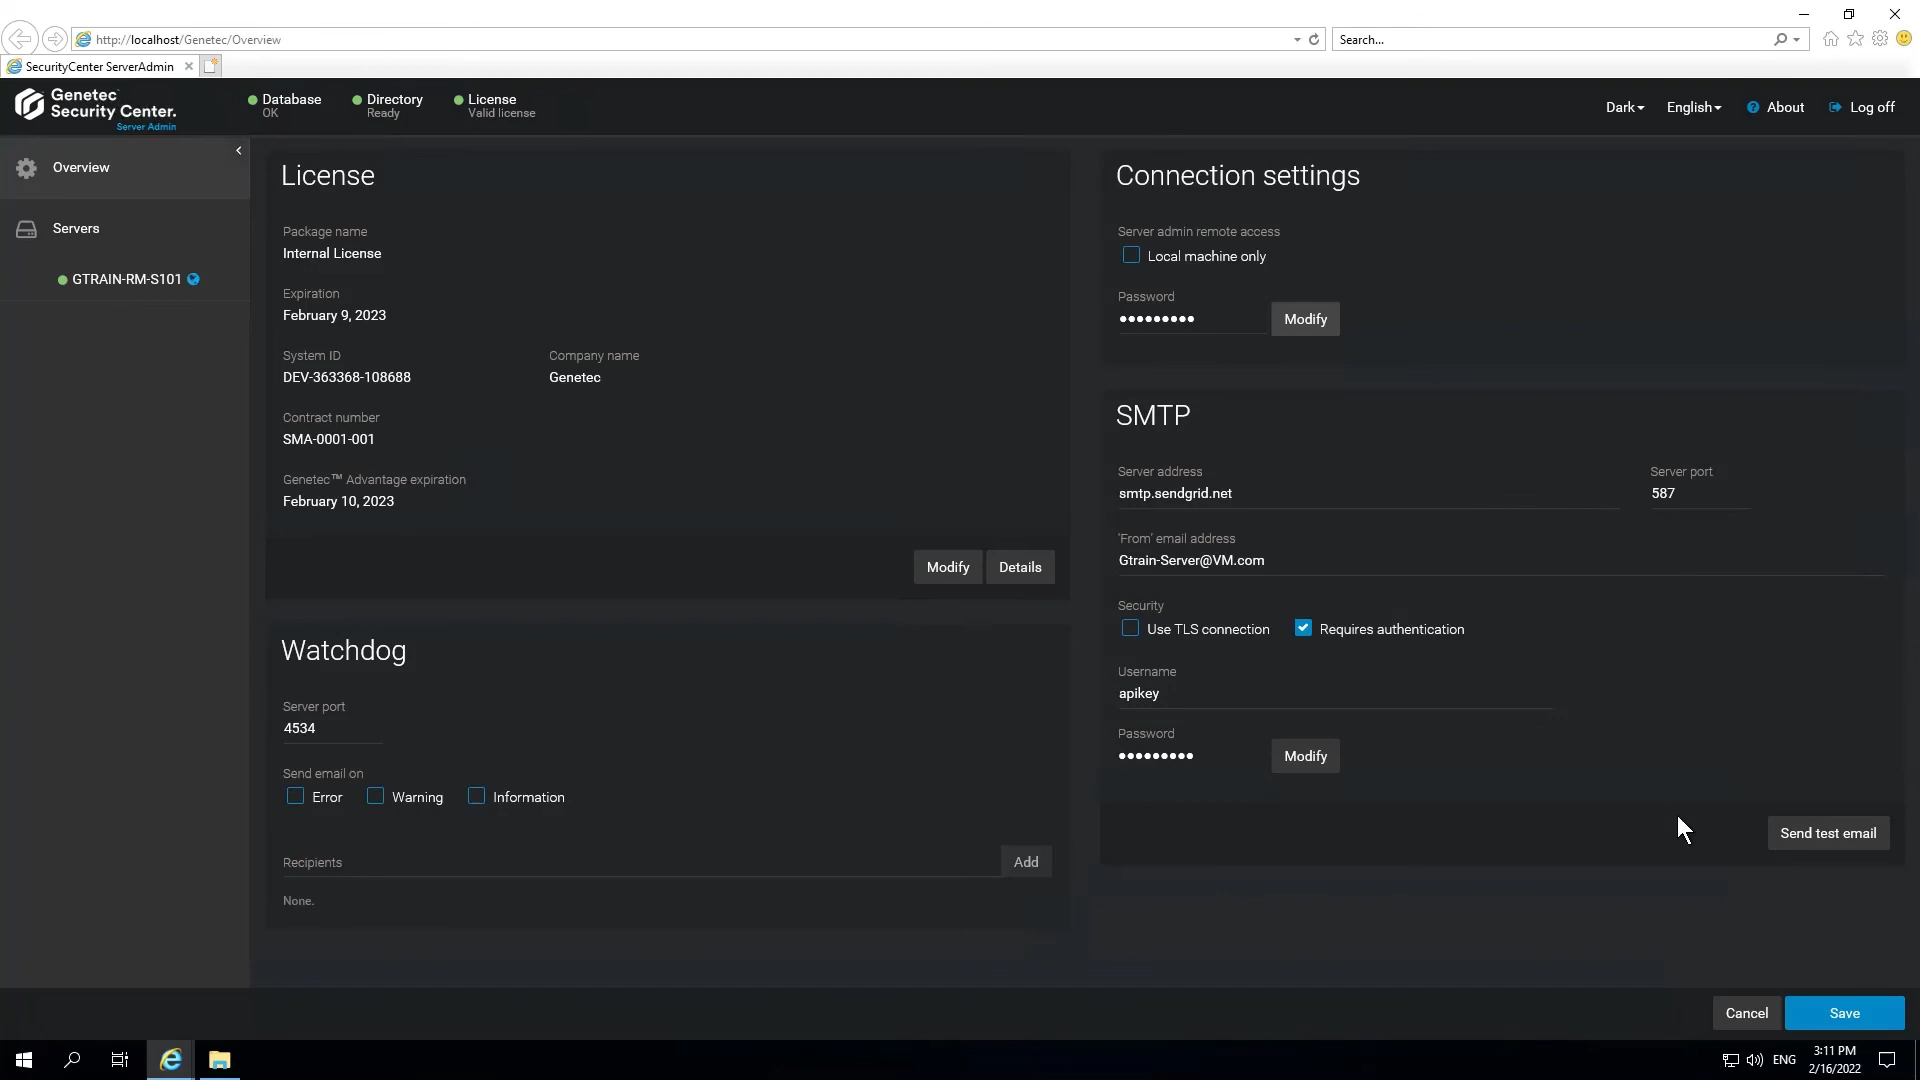 http://localhost/Genetec/Overview
Search...
SecurityCenter ServerAdmin
Genetec™
Security Center.
Server Admin
Database
OK
Directory
Ready
License
Valid license
Dark
English
About
Log off
Overview
Servers
GTRAIN-RM-S101
License
Package name
Internal License
Expiration
February 9, 2023
System ID
DEV-363368-108688
Company name
Genetec
Contract number
SMA-0001-001
Genetec™ Advantage expiration
February 10, 2023
Modify
Details
Watchdog
Server port
4534
Send email on
Error
Warning
Information
Recipients
Add
None.
Connection settings
Server admin remote access
Local machine only
Password
•••••••••
Modify
SMTP
Server address
smtp.sendgrid.net
Server port
587
'From' email address
Gtrain-Server@VM.com
Security
Use TLS connection
Requires authentication
Username
apikey
Password
•••••••••
Modify
Send test email
Cancel
Save
ENG
3:11 PM
2/16/2022